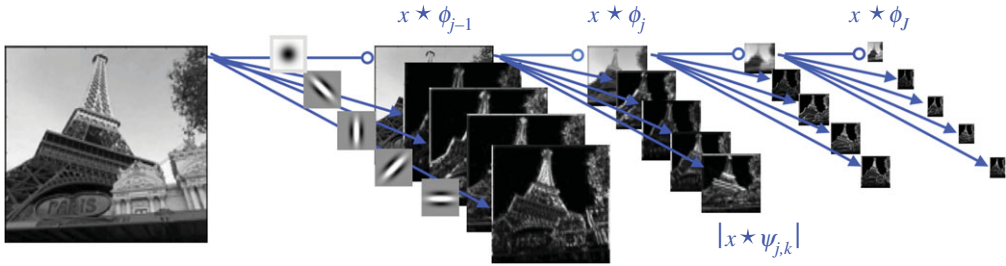 x ⋆ ϕ_{j−1}
x ⋆ ϕ_j
x ⋆ ϕ_J
PARIS
|x ⋆ ψ_{j,k}|